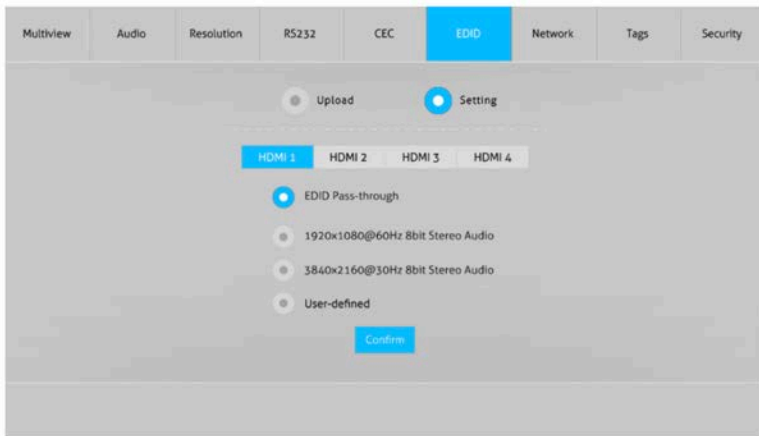 Multiview Audio Resolution RS232 CEC EDID Network Tags Security
Upload Setting
HDMI 1 HDMI 2 HDMI 3 HDMI 4
EDID Pass-through
1920x1080@60Hz 8bit Stereo Audio
3840x2160@30Hz 8bit Stereo Audio
User-defined
Confirm